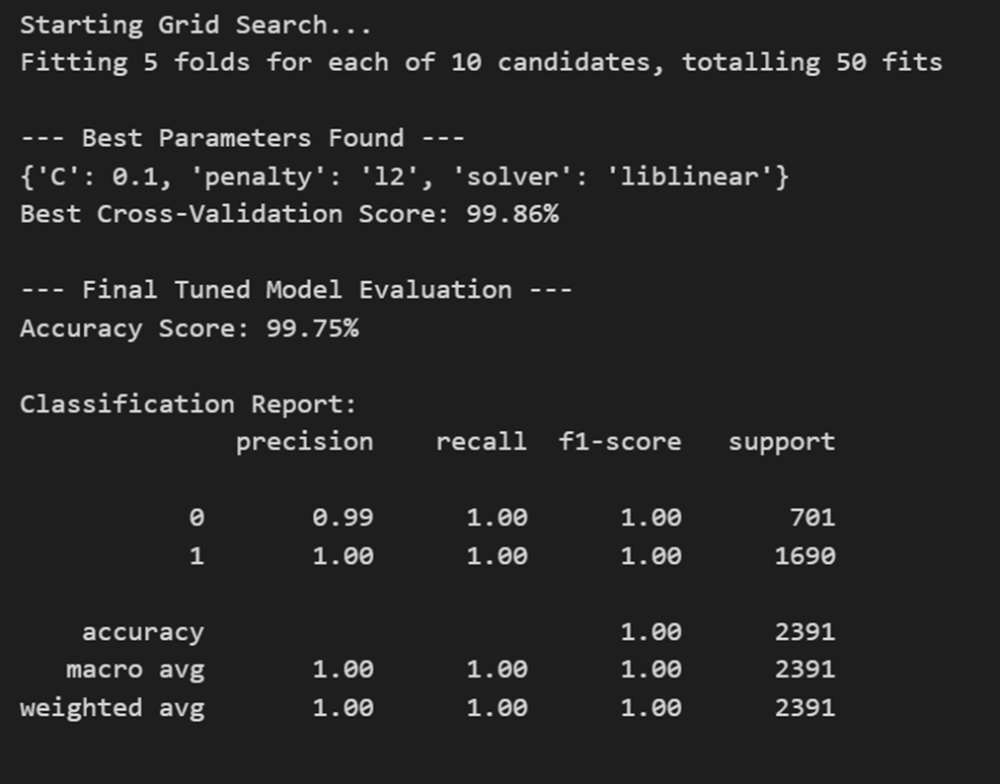 Starting Grid Search...
Fitting 5 folds for each of 10 candidates, totalling 50 fits
--- Best Parameters Found ---
{'C': 0.1, 'penalty': 'l2', 'solver': 'liblinear'}
Best Cross-Validation Score: 99.86%
--- Final Tuned Model Evaluation ---
Accuracy Score: 99.75%
Classification Report:
precision recall f1-score support
0 0.99 1.00 1.00 701
1 1.00 1.00 1.00 1690
accuracy 1.00 2391
macro avg 1.00 1.00 1.00 2391
weighted avg 1.00 1.00 1.00 2391